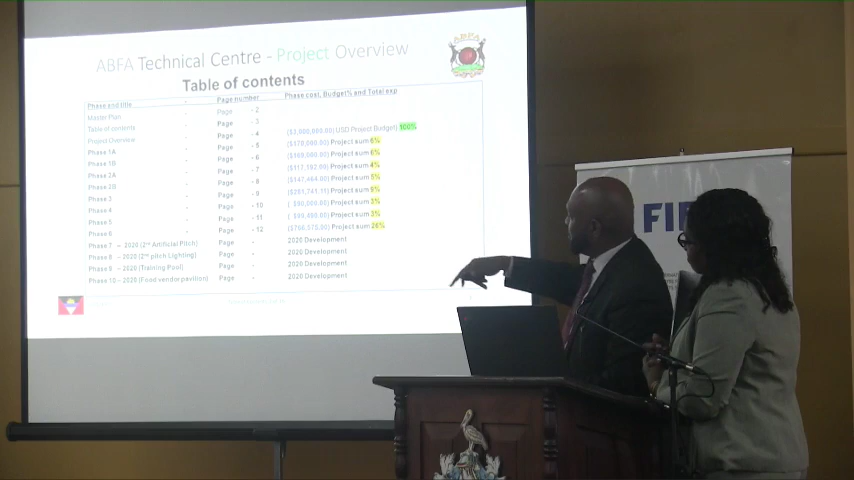 ABFA Technical Centre - Project Overview
ABFA
Table of contents
Phase and title - Page number Phase cost, Budget% and Total exp
Master Plan - Page - 2
Table of contents - Page - 3
Project Overview - Page - 4 USD Project Budget) 100%
Phase 1A - Page - 5 Project sum 6%
Phase 1B - Page - 6 Project sum 6%
Phase 2A - Page - 7 Project sum 4%
Phase 2B - Page - 8 Project sum 5%
Phase 3 - Page - 9 Project sum
Phase 4 - Page - 10 Project sum 3%
Phase 5 - Page - 11 Project sum 3%
Phase 6 - Page - 12 Project sum 26%
Phase 7 – 2020 (2nd Artificial Pitch) Page - 2020 Development
Phase 8 – 2020 (2nd pitch Lighting) Page - 2020 Development
Phase 9 – 2020 (Training Pool) Page - 2020 Development
Phase 10 – 2020 (Food vendor pavilion) Page - 2020 Development
FI